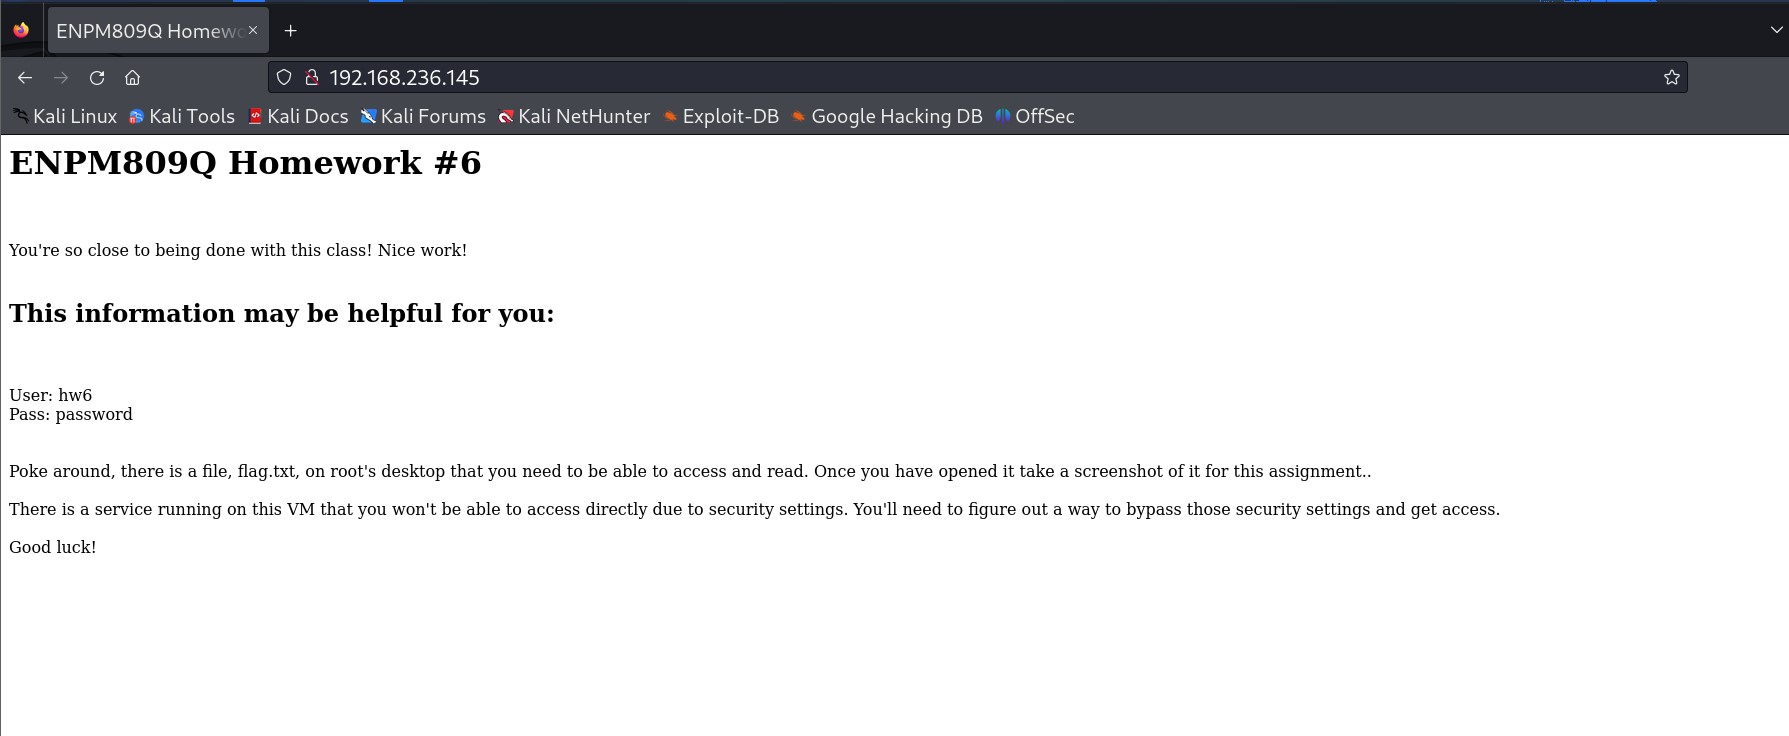 ENPM809Q Homew
192.168.236.145
Kali Linux Kali Tools Kali Docs Kali Forums Kali NetHunter Exploit-DB Google Hacking DB OffSec
ENPM809Q Homework #6
You're so close to being done with this class! Nice work!
This information may be helpful for you:
User: hw6
Pass: password
Poke around, there is a file, flag.txt, on root's desktop that you need to be able to access and read. Once you have opened it take a screenshot of it for this assignment..
There is a service running on this VM that you won't be able to access directly due to security settings. You'll need to figure out a way to bypass those security settings and get access.
Good luck!